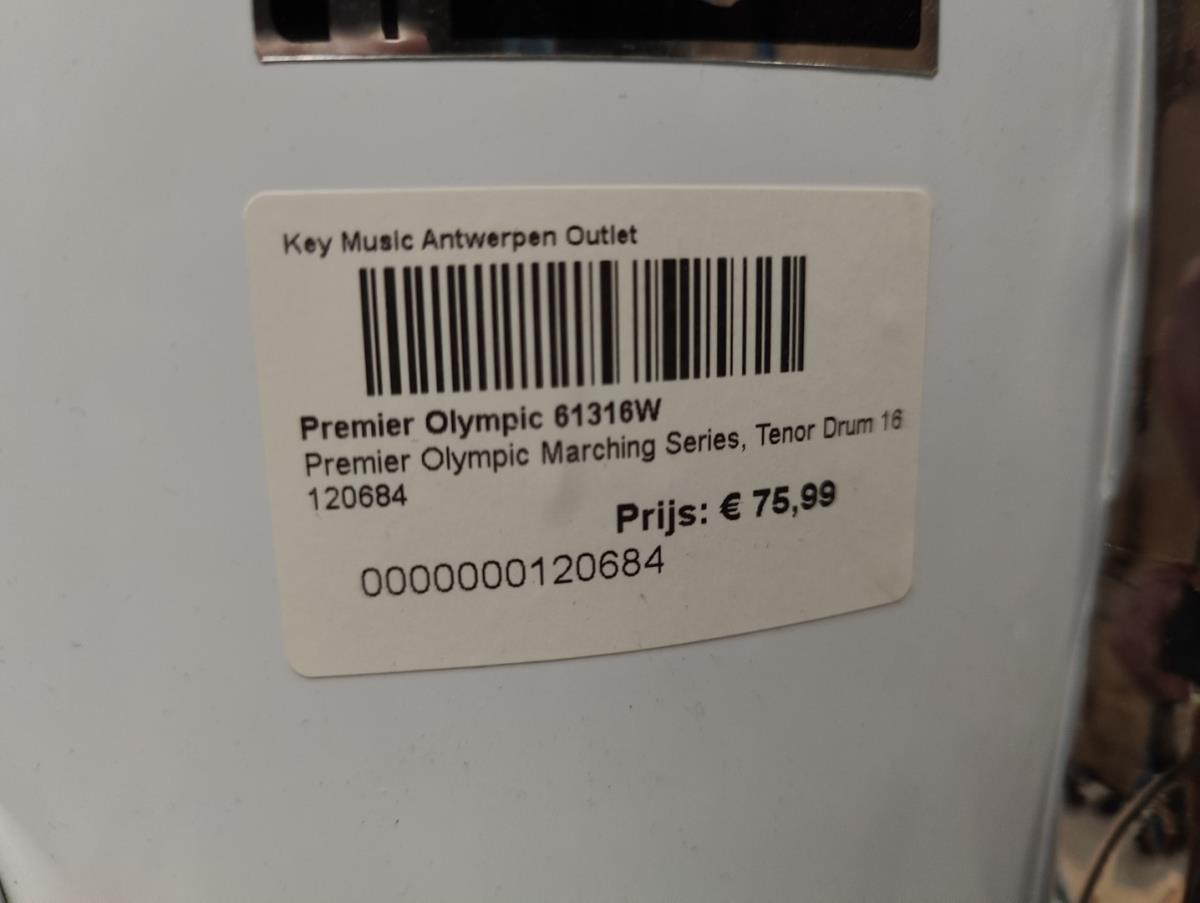 Key Music Antwerpen Outlet
Premier Olympic 61316W
Premier Olympic Marching Series, Tenor Drum 16
120684
Prijs: € 75,99
0000000120684